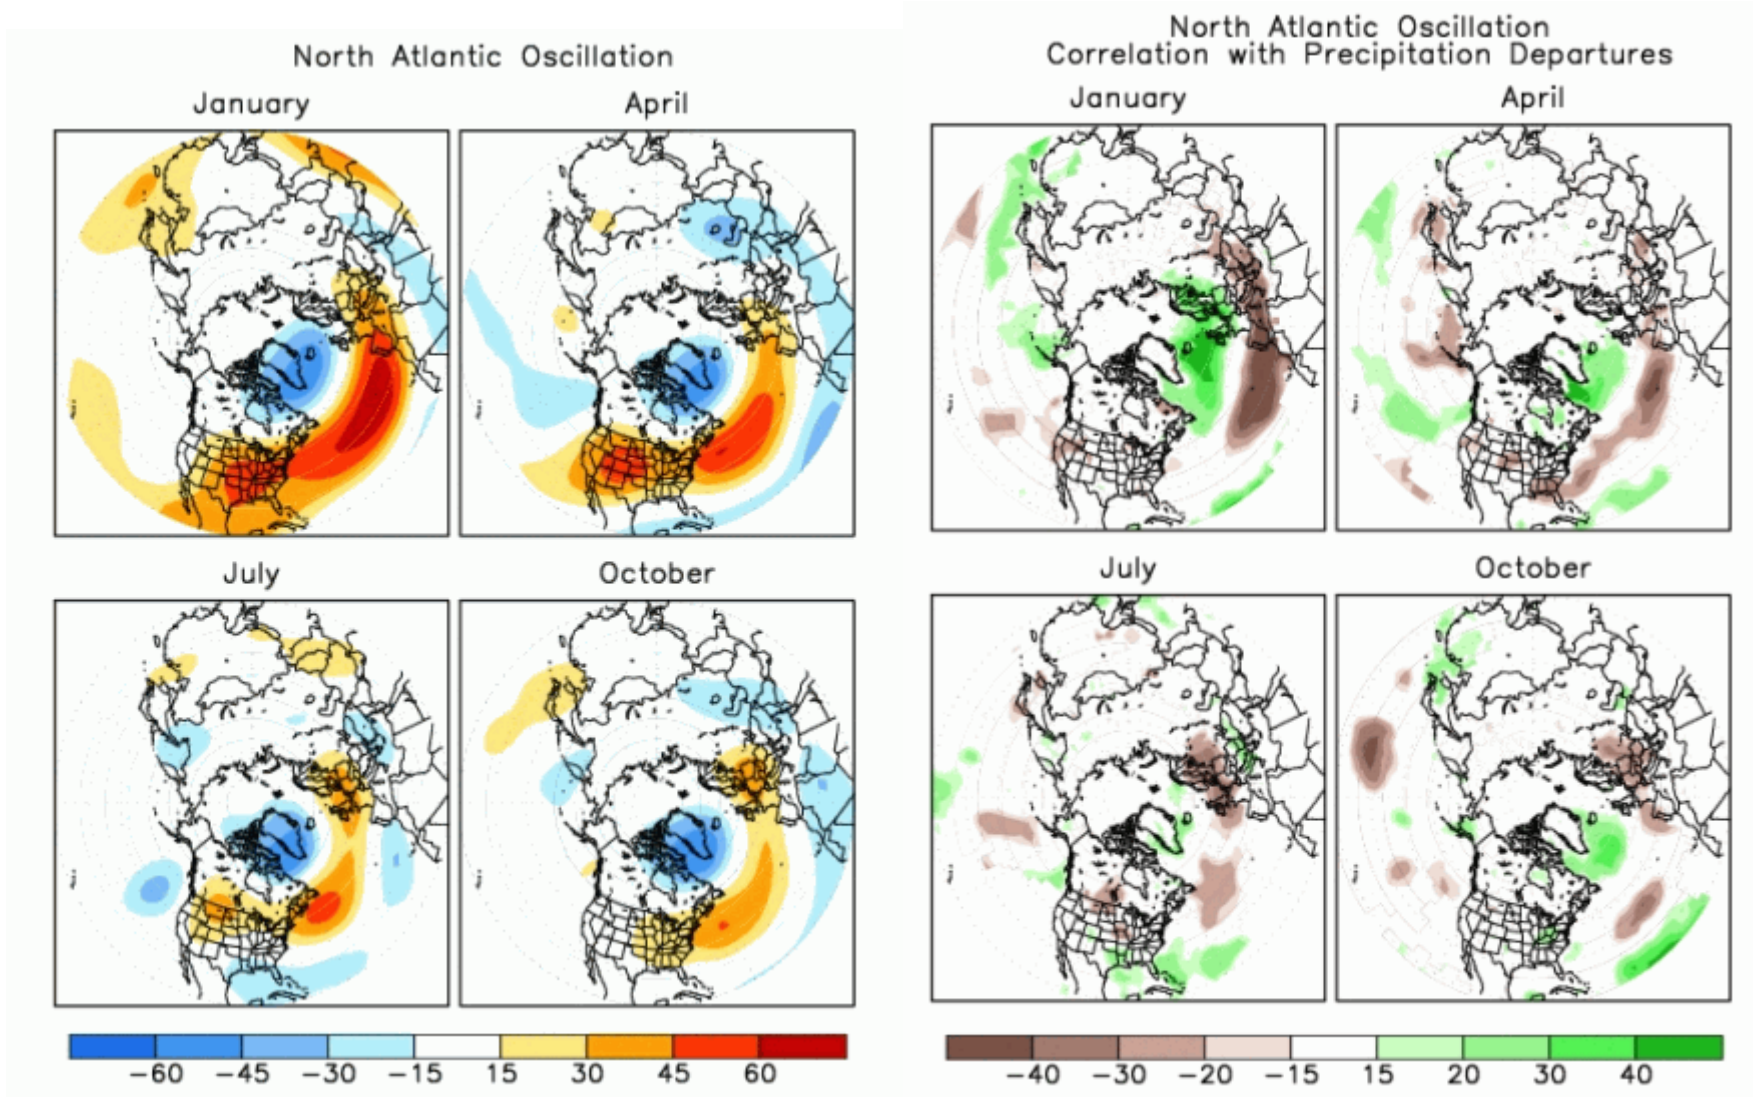 North Atlantic Oscillation
January
April
July
October
−60 −45 −30 −15 15 30 45 60
North Atlantic Oscillation
Correlation with Precipitation Departures
January
April
July
October
−40 −30 −20 −15 15 20 30 40